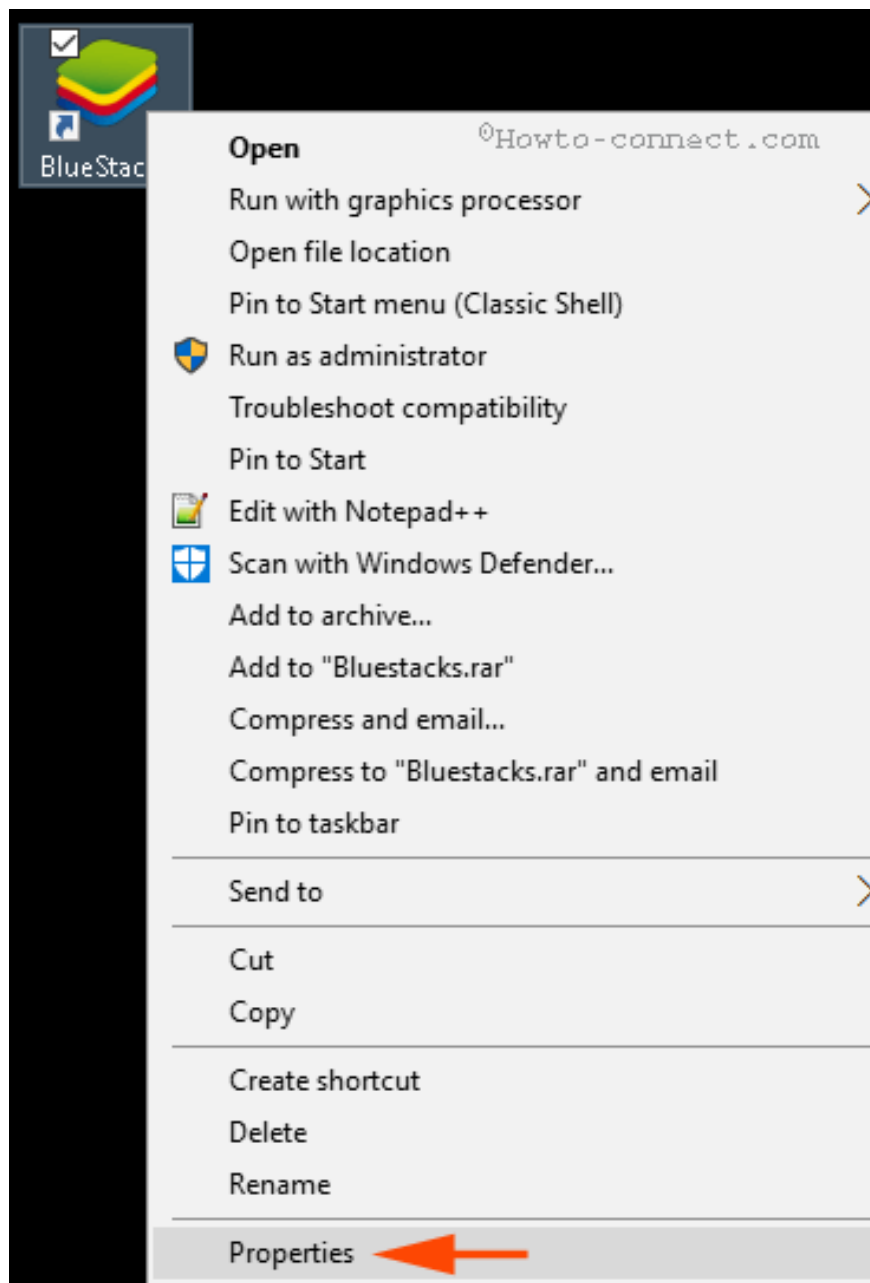 BlueStac
©Howto-connect.com
Open
Run with graphics processor
Open file location
Pin to Start menu (Classic Shell)
Run as administrator
Troubleshoot compatibility
Pin to Start
Edit with Notepad++
Scan with Windows Defender...
Add to archive...
Add to "Bluestacks.rar"
Compress and email...
Compress to "Bluestacks.rar" and email
Pin to taskbar
Send to
Cut
Copy
Create shortcut
Delete
Rename
Properties